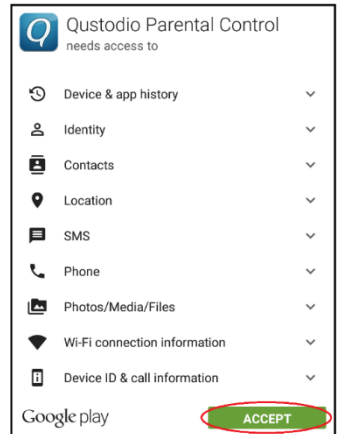 Qustodio Parental Control
needs access to
Device & app history
Identity
Contacts
Location
SMS
Phone
Photos/Media/Files
Wi-Fi connection information
Device ID & call information
Google play
ACCEPT